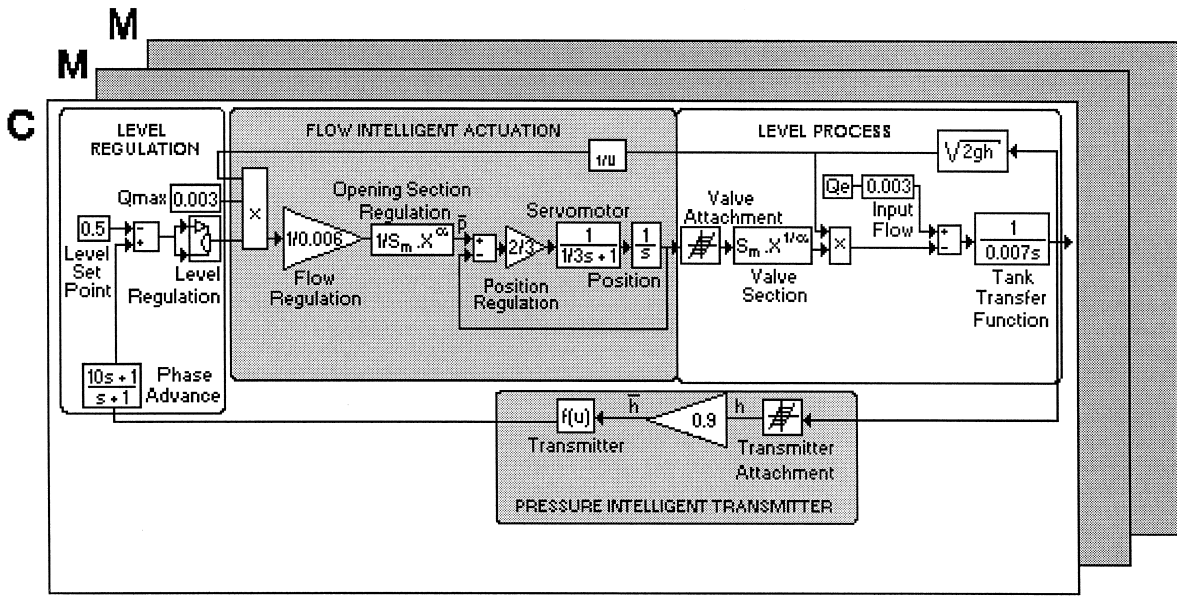 M
M
C
LEVEL
REGULATION
Qmax 0.003
×
0.5
- +
Level
Set
Point
Level
Regulation
10s + 1
s + 1
Phase
Advance
FLOW INTELLIGENT ACTUATION
1/u
Opening Section
Regulation
p̄
1/0.006
Flow
Regulation
1/Sm.X^∝
+ -
2/3
Position
Regulation
Servomotor
1
1/3s + 1
1
s
Position
LEVEL PROCESS
√2gh
Valve
Attachment
Sm.X^1/∝
Valve
Section
×
Qe 0.003
Input
Flow
+ -
1
0.007s
Tank
Transfer
Function
f(u)
Transmitter
h̄
0.9
h
Transmitter
Attachment
PRESSURE INTELLIGENT TRANSMITTER